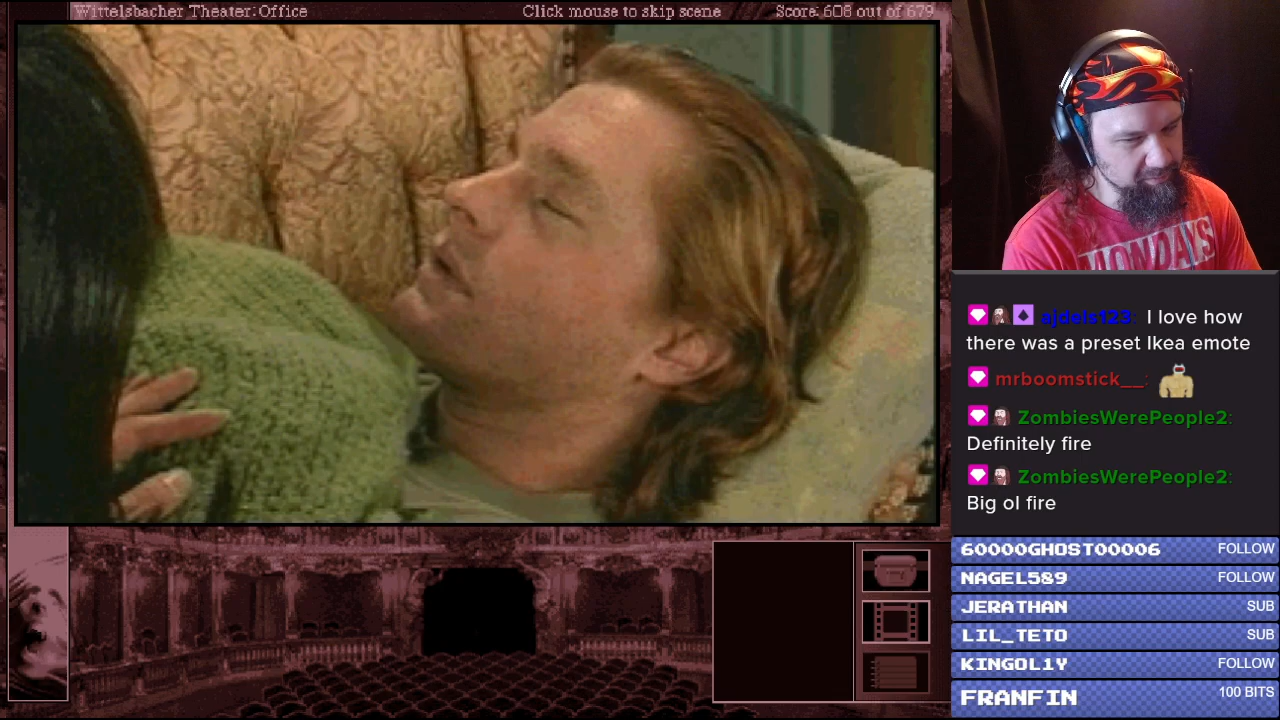 Wittelsbacher Theater: Office
Click mouse to skip scene
Score: 608 out of 679
MONDAYS
ajdels123: I love how
there was a preset Ikea emote
mrboomstick__:
ZombiesWerePeople2:
Definitely fire
ZombiesWerePeople2:
Big ol fire
60000GHOST00006 FOLLOW
NAGEL589 FOLLOW
JERATHAN SUB
LIL_TETO SUB
KINGOL1Y FOLLOW
FRANFIN 100 BITS